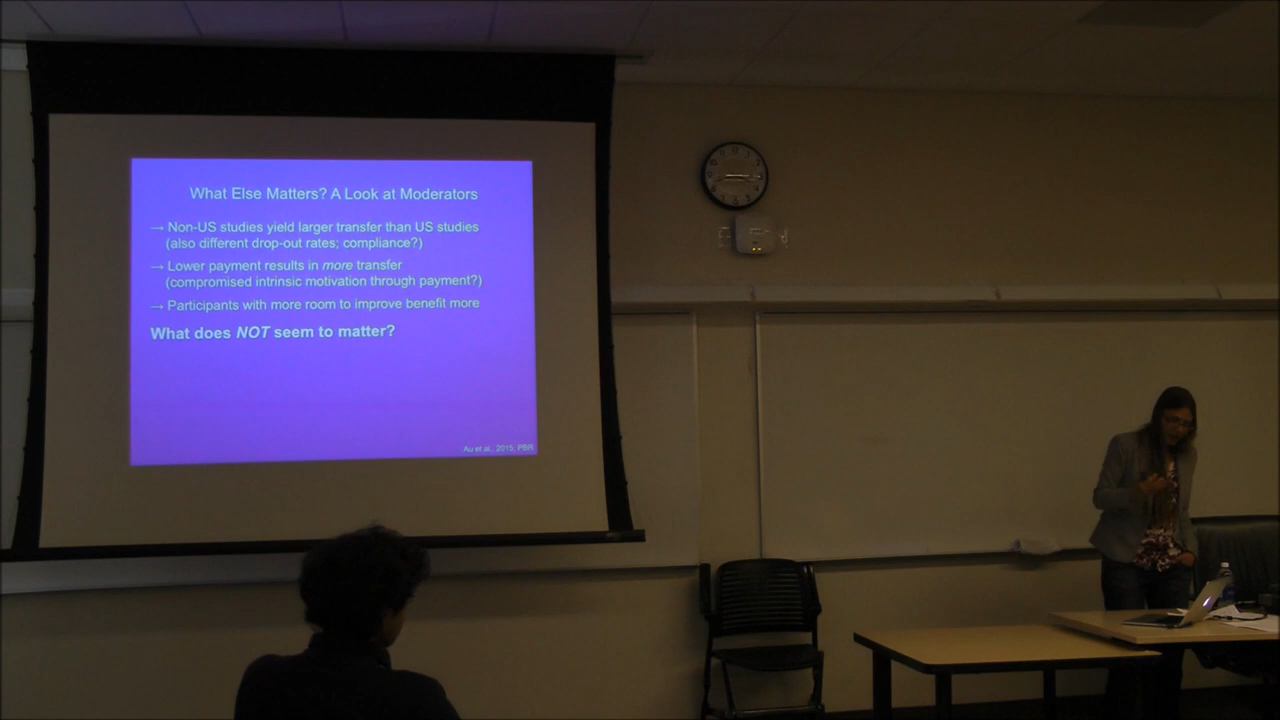 What Else Matters? A Look at Moderators
→ Non-US studies yield larger transfer than US studies
(also different drop-out rates; compliance?)
→ Lower payment results in more transfer
(compromised intrinsic motivation through payment?)
→ Participants with more room to improve benefit more
What does NOT seem to matter?
Au et al., 2015, PBR